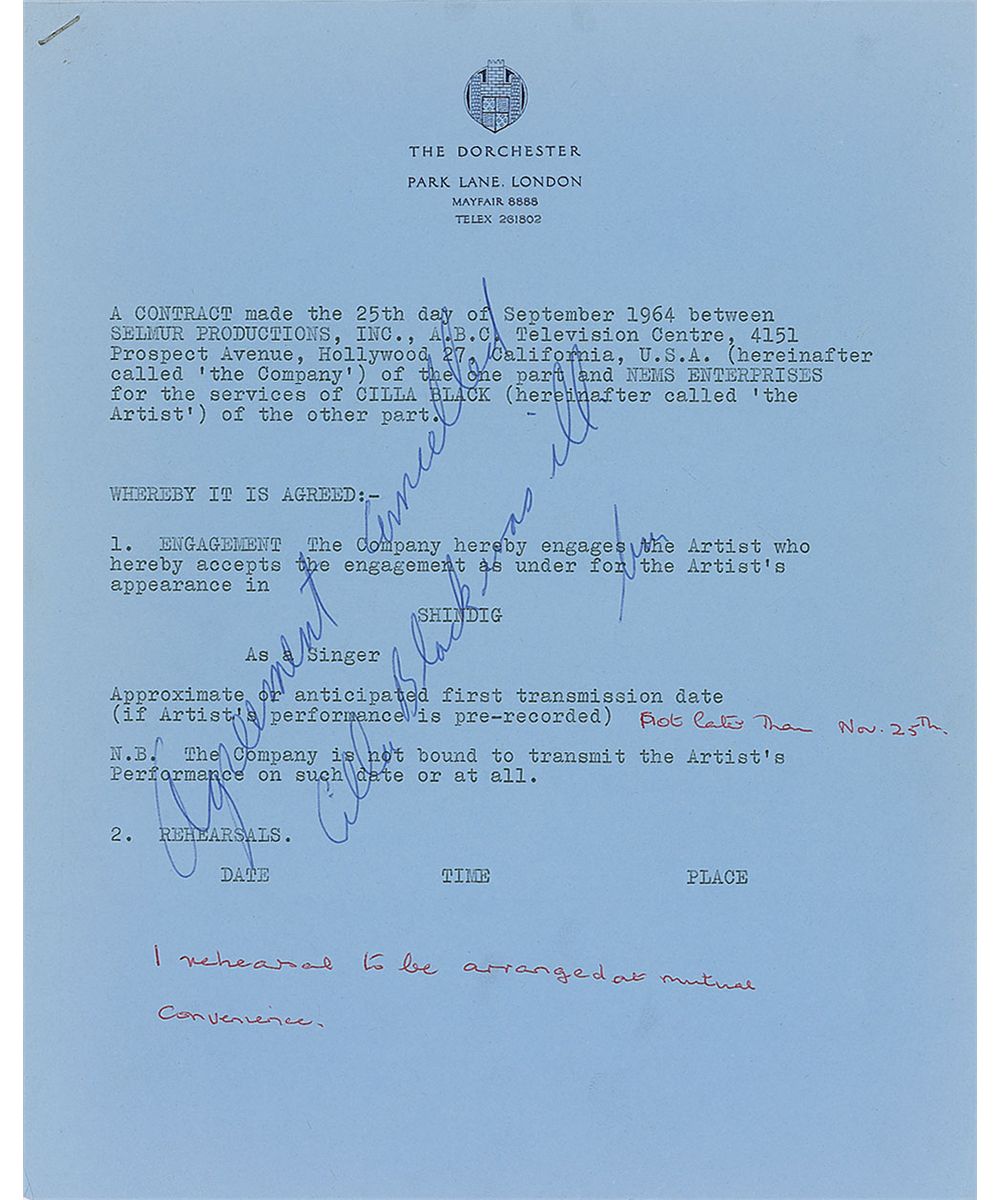 THE DORCHESTER
PARK LANE. LONDON
MAYFAIR 8888
TELEX 261802
A CONTRACT made the 25th day of September 1964 between
SELMUR PRODUCTIONS, INC., A.B.C. Television Centre, 4151
Prospect Avenue, Hollywood 27, California, U.S.A. (hereinafter
called 'the Company') of the one part and NEMS ENTERPRISES
for the services of CILLA BLACK (hereinafter called 'the
Artist') of the other part.
WHEREBY IT IS AGREED:-
1. ENGAGEMENT The Company hereby engages the Artist who
hereby accepts the engagement as under for the Artist's
appearance in
SHINDIG
As a Singer
Approximate or anticipated first transmission date
(if Artist's performance is pre-recorded) Not later Than Nov. 25th.
N.B. The Company is not bound to transmit the Artist's
Performance on such date or at all.
2. REHEARSALS.
DATE TIME PLACE
1 rehearsal to be arranged at mutual
convenience.
Agreement Cancelled
Cilla Black was ill